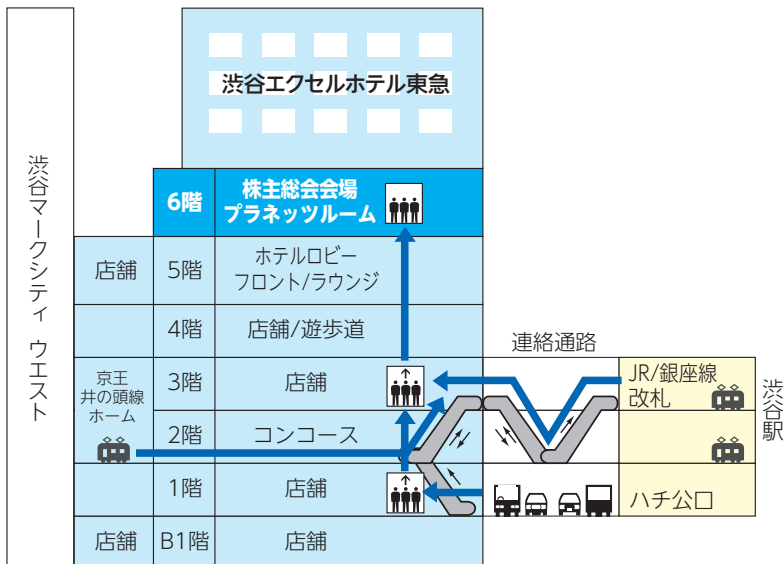 渋谷エクセルホテル東急
渋谷マークシティ ウエスト
6階
株主総会会場
プラネッツルーム
店舗
5階
ホテルロビー
フロント/ラウンジ
4階
店舗/遊歩道
連絡通路
京王
井の頭線
ホーム
3階
店舗
JR/銀座線
改札
渋谷駅
2階
コンコース
1階
店舗
ハチ公口
店舗
B1階
店舗